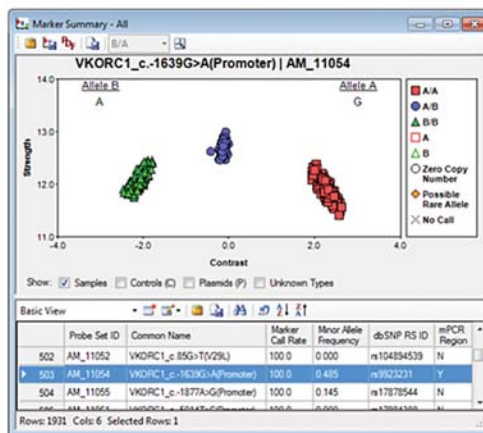 Marker Summary - All
B/A
VKORC1_c.-1639G>A(Promoter) | AM_11054
Allele B
Allele A
A
G
14.0
13.0
12.0
11.0
Strength
-4.0 -2.0 0.0 2.0 4.0
Contrast
A/A
A/B
B/B
A
B
Zero Copy
Number
Possible
Rare Allele
No Call
Show: Samples Controls (C) Plasmids (P) Unknown Types
Basic View
Probe Set ID Common Name Marker Call Rate Minor Allele Frequency dbSNP RS ID mPCR Region
502 AM_11052 VKORC1_c.85G>T(V29L) 100.0 0.000 rs104894539 N
503 AM_11054 VKORC1_c.-1639G>A(Promoter) 100.0 0.485 rs9923231 Y
504 AM_11055 VKORC1_c.-1877A>G(Promoter) 100.0 0.145 rs17878544 N
Rows: 1931 Cols: 6 Selected Rows: 1